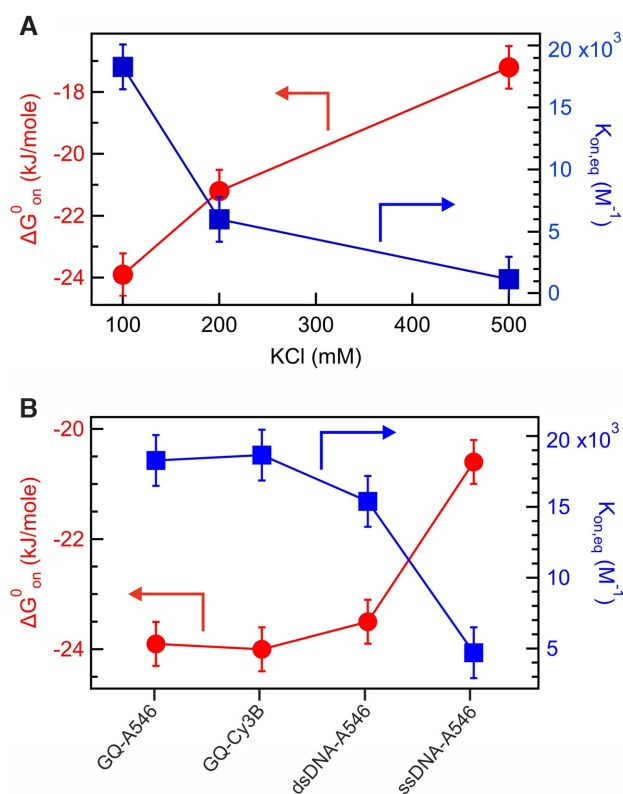 A
ΔG⁰on (kJ/mole)
-18
-20
-22
-24
20 x10³
15
10
5
0
Kon,eq (M⁻¹)
100
200
300
400
500
KCl (mM)
B
ΔG⁰on (kJ/mole)
-20
-22
-24
20 x10³
15
10
5
Kon,eq (M⁻¹)
GQ-A546
GQ-Cy3B
dsDNA-A546
ssDNA-A546